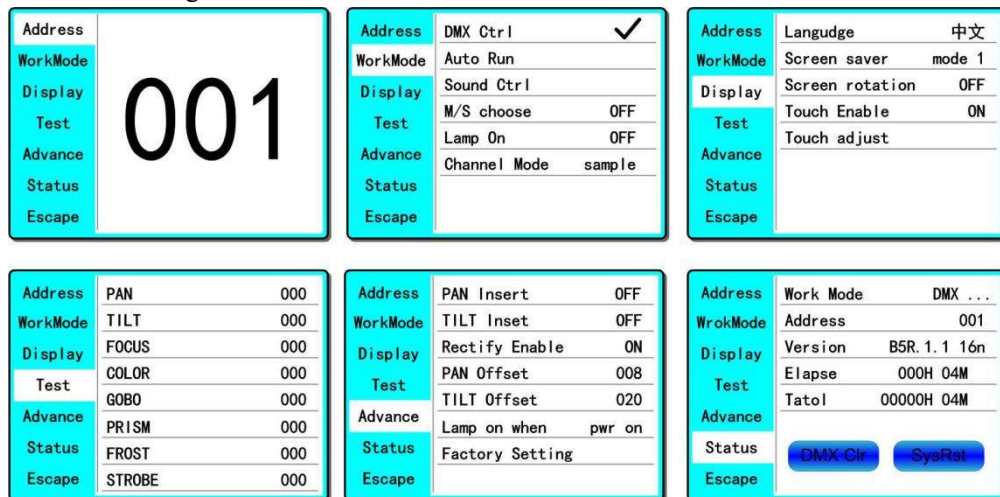 Address
WorkMode
Display
Test
Advance
Status
Escape
001
Address DMX Ctrl ✓
WorkMode Auto Run
Display Sound Ctrl
Test M/S choose OFF
Advance Lamp On OFF
Status Channel Mode sample
Escape
Address Langudge 中文
WorkMode Screen saver mode 1
Display Screen rotation OFF
Test Touch Enable ON
Advance Touch adjust
Status
Escape
Address PAN 000
WorkMode TILT 000
Display FOCUS 000
Test COLOR 000
GOBO 000
Advance PRISM 000
Status FROST 000
Escape STROBE 000
Address PAN Insert OFF
WorkMode TILT Inset OFF
Display Rectify Enable ON
Test PAN Offset 008
TILT Offset 020
Advance Lamp on when pwr on
Status Factory Setting
Escape
Address Work Mode DMX ...
WrokMode Address 001
Display Version B5R.1.1 16n
Test Elapse 000H 04M
Tatol 00000H 04M
Advance
Status DMX Clr SysRst
Escape